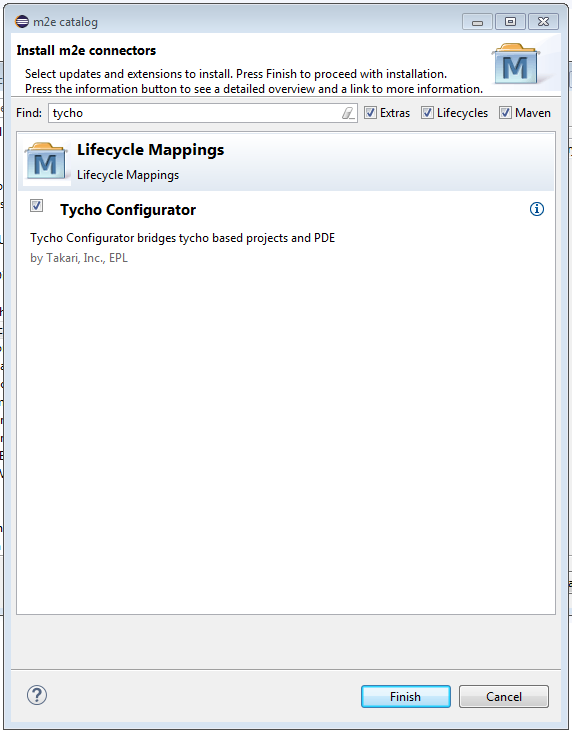 m2e catalog
Install m2e connectors
Select updates and extensions to install. Press Finish to proceed with installation.
Press the information button to see a detailed overview and a link to more information.
Find: tycho Extras Lifecycles Maven
M
M
Lifecycle Mappings
Lifecycle Mappings
Tycho Configurator
Tycho Configurator bridges tycho based projects and PDE
by Takari, Inc., EPL
Finish Cancel